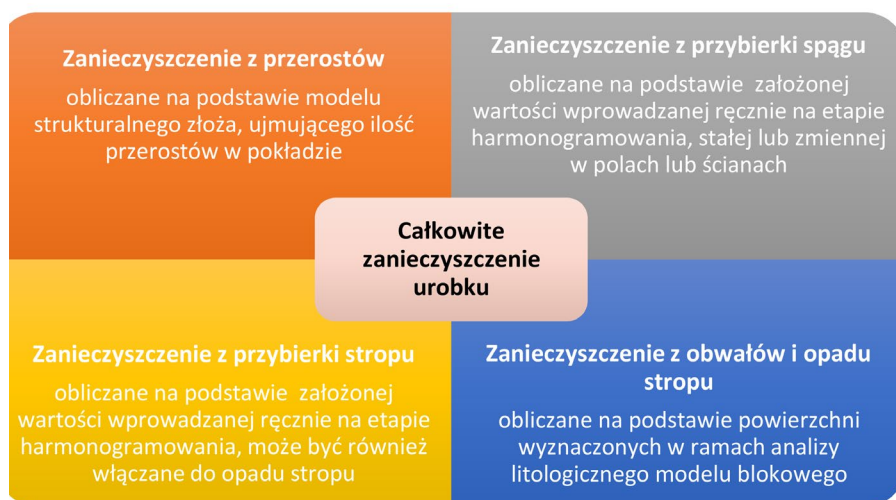 Zanieczyszczenie z przerostów
obliczane na podstawie modelu
strukturalnego złoża, ujmującego ilość
przerostów w pokładzie
Zanieczyszczenie z przybierki spągu
obliczane na podstawie założonej
wartości wprowadzanej ręcznie na etapie
harmonogramowania, stałej lub zmiennej
w polach lub ścianach
Całkowite
zanieczyszczenie
urobku
Zanieczyszczenie z przybierki stropu
obliczane na podstawie założonej
wartości wprowadzanej ręcznie na etapie
harmonogramowania, może być również
włączane do opadu stropu
Zanieczyszczenie z obwałów i opadu
stropu
obliczane na podstawie powierzchni
wyznaczonych w ramach analizy
litologicznego modelu blokowego